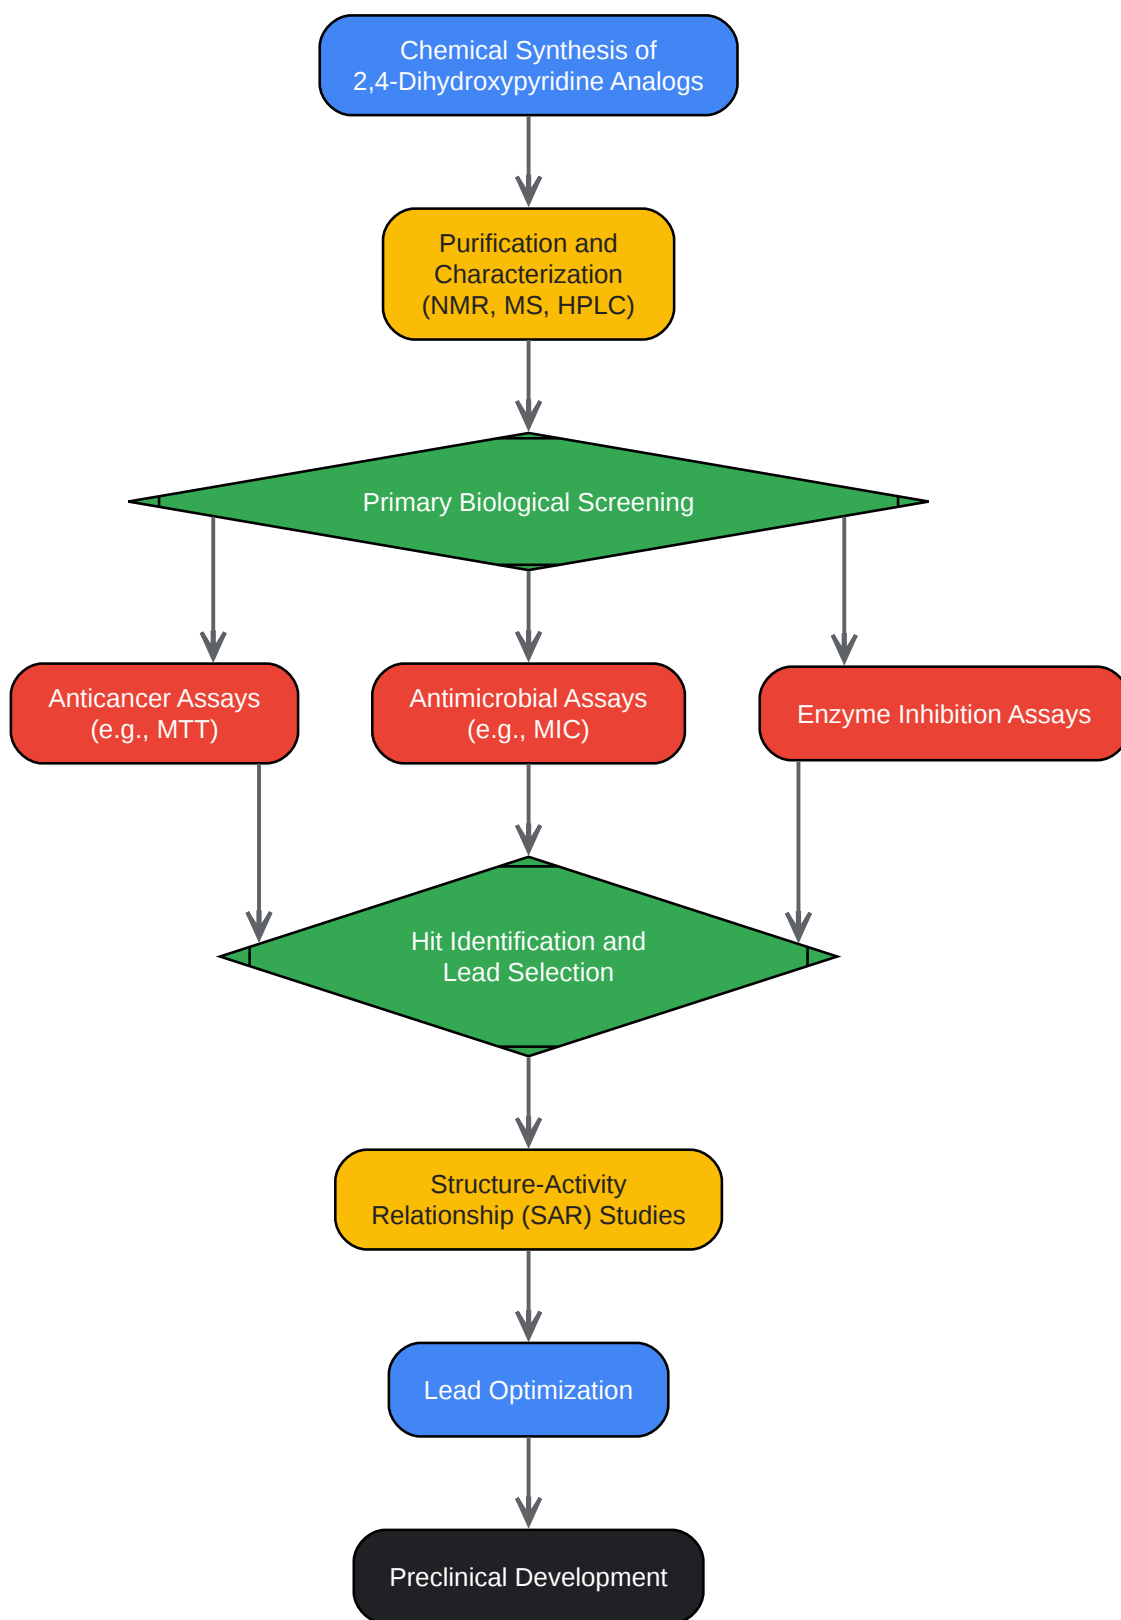 Chemical Synthesis of
2,4-Dihydroxypyridine Analogs
Purification and
Characterization
(NMR, MS, HPLC)
Primary Biological Screening
Anticancer Assays
(e.g., MTT)
Antimicrobial Assays
(e.g., MIC)
Enzyme Inhibition Assays
Hit Identification and
Lead Selection
Structure-Activity
Relationship (SAR) Studies
Lead Optimization
Preclinical Development